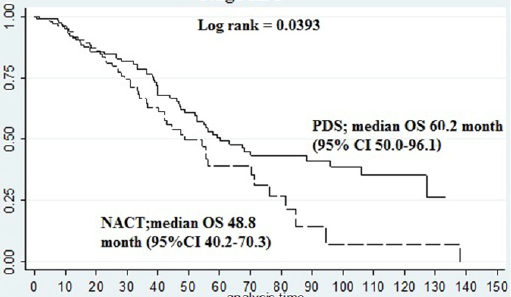 Log rank = 0.0393
1.00
0.75
0.50
0.25
0.00
PDS; median OS 60.2 month
(95% CI 50.0-96.1)
NACT;median OS 48.8
month (95%CI 40.2-70.3)
0 10 20 30 40 50 60 70 80 90 100 110 120 130 140 150
analysis time